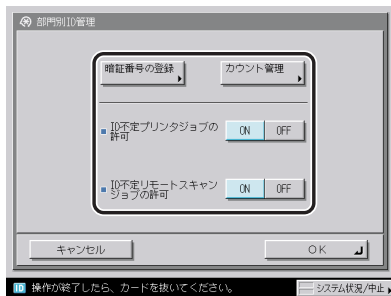 部門別ID管理
暗証番号の登録 カウント管理
ID不定プリンタジョブの
許可
ON OFF
ID不定リモートスキャン
ジョブの許可
ON OFF
キャンセル OK
ID 操作が終了したら、カードを抜いてください。 システム状況/中止